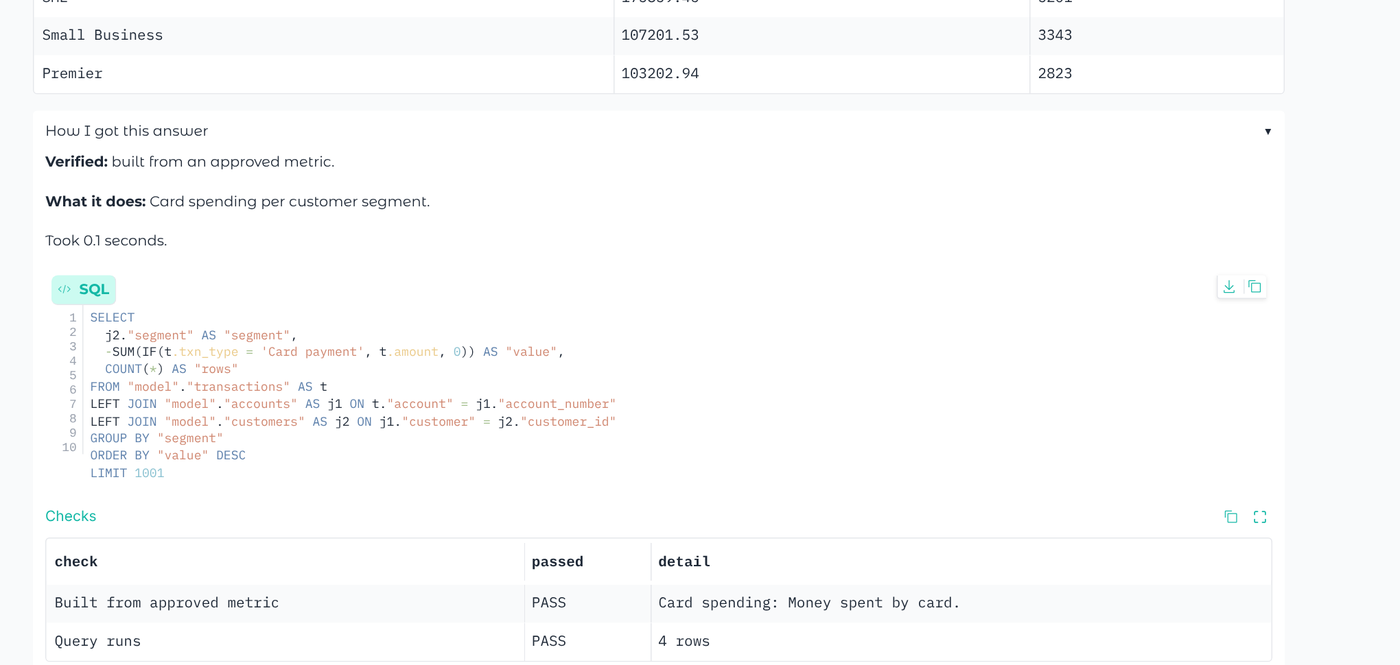 Small Business 107201.53 3343
Premier 103202.94 2823
How I got this answer ▼
Verified: built from an approved metric.
What it does: Card spending per customer segment.
Took 0.1 seconds.
</> SQL
1 SELECT
2 j2."segment" AS "segment",
3 -SUM(IF(t.txn_type = 'Card payment', t.amount, 0)) AS "value",
4 COUNT(*) AS "rows"
5 FROM "model"."transactions" AS t
6 LEFT JOIN "model"."accounts" AS j1 ON t."account" = j1."account_number"
7 LEFT JOIN "model"."customers" AS j2 ON j1."customer" = j2."customer_id"
8 GROUP BY "segment"
9 ORDER BY "value" DESC
10 LIMIT 1001
Checks
check passed detail
Built from approved metric PASS Card spending: Money spent by card.
Query runs PASS 4 rows